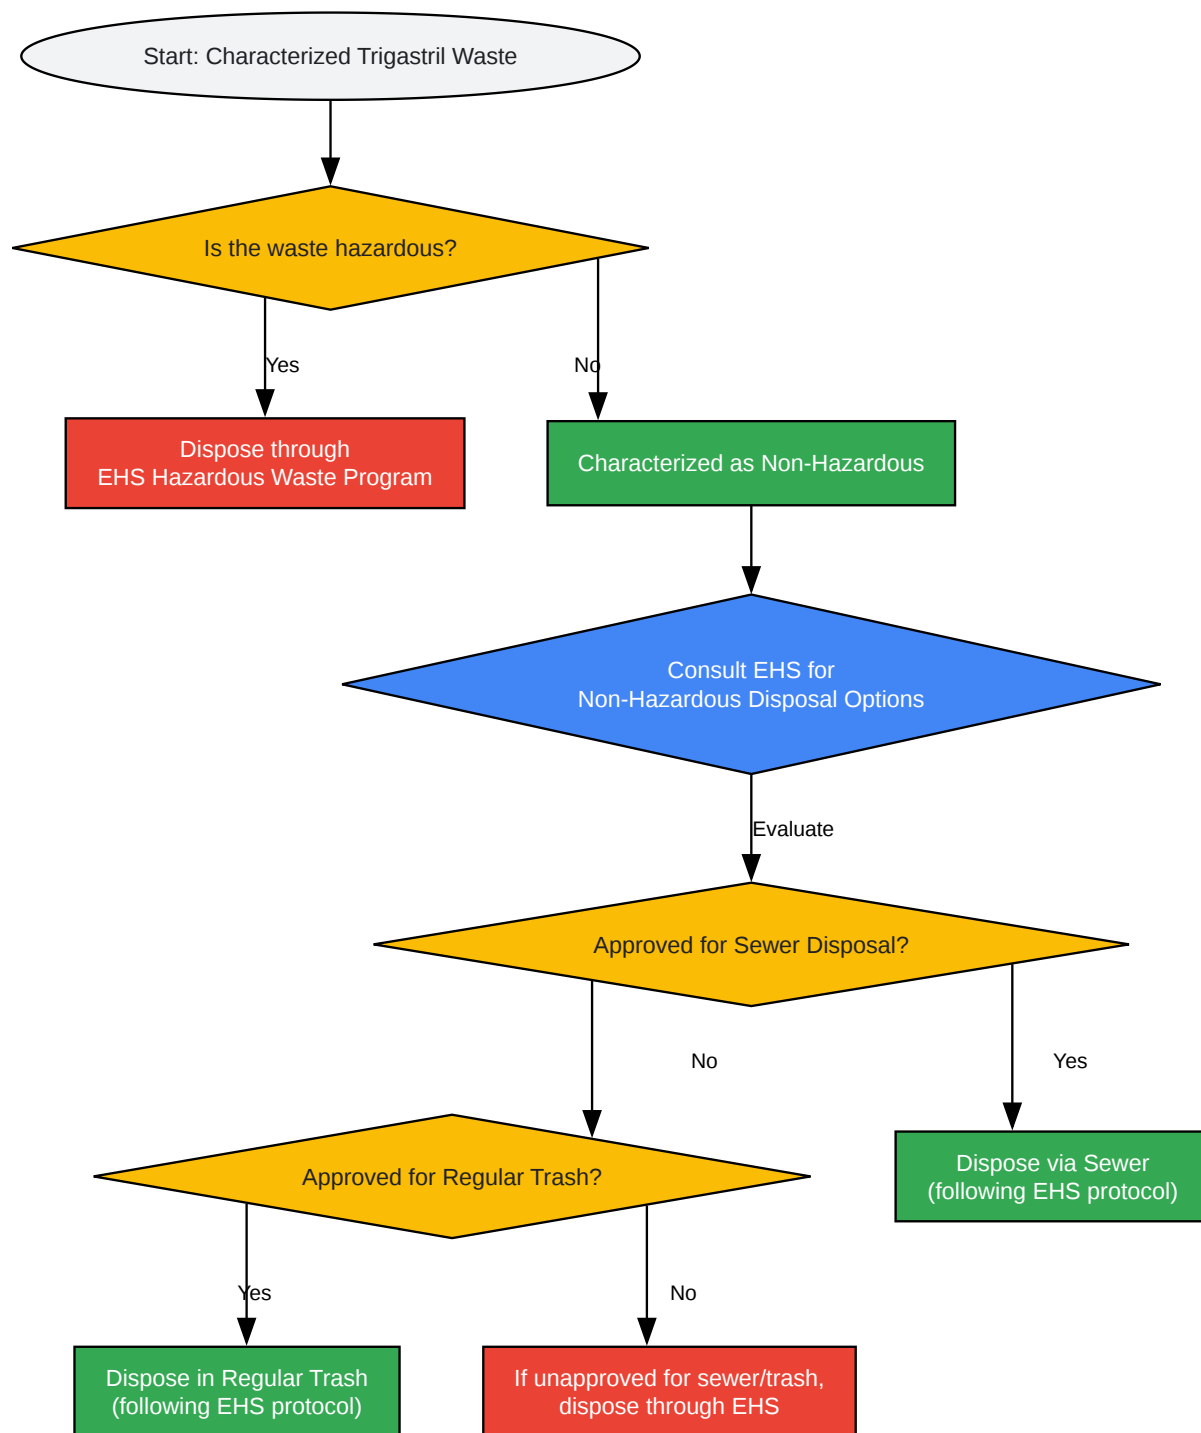 Start: Characterized Trigastril Waste
Is the waste hazardous?
Yes
No
Dispose through
EHS Hazardous Waste Program
Characterized as Non-Hazardous
Consult EHS for
Non-Hazardous Disposal Options
Evaluate
Approved for Sewer Disposal?
No
Yes
Approved for Regular Trash?
Dispose via Sewer
(following EHS protocol)
Yes
No
Dispose in Regular Trash
(following EHS protocol)
If unapproved for sewer/trash,
dispose through EHS